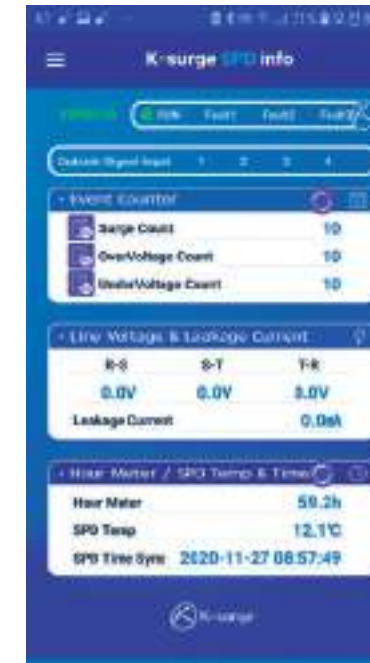 K-surge SPD info
RUN Fault1 Fault2 Fault3
Outside Signal Input 1 2 3 4
Event Counter
Surge Count 10
OverVoltage Count 10
UnderVoltage Count 10
Line Voltage & Leakage Current
R-S S-T T-R
0.0V 0.0V 0.0V
Leakage Current 0.0mA
Hour Meter / SPD Temp & Time
Hour Meter 59.2h
SPD Temp 12.1℃
SPD Time Sync 2020-11-27 08:57:49
K-surge